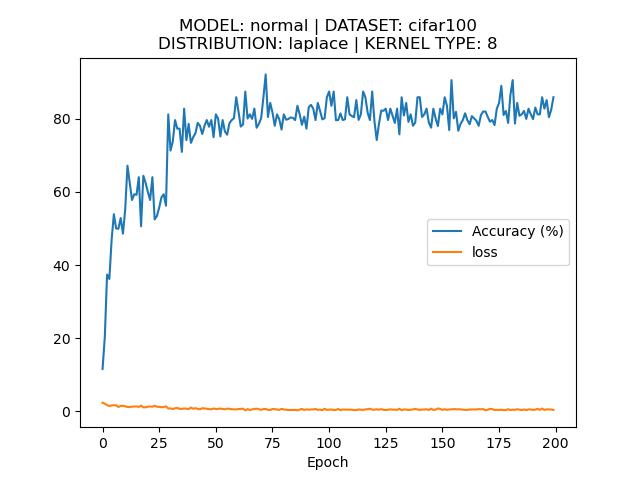 MODEL: normal | DATASET: cifar100
DISTRIBUTION: laplace | KERNEL TYPE: 8
80
60
40
20
0
Accuracy (%)
loss
0 25 50 75 100 125 150 175 200
Epoch